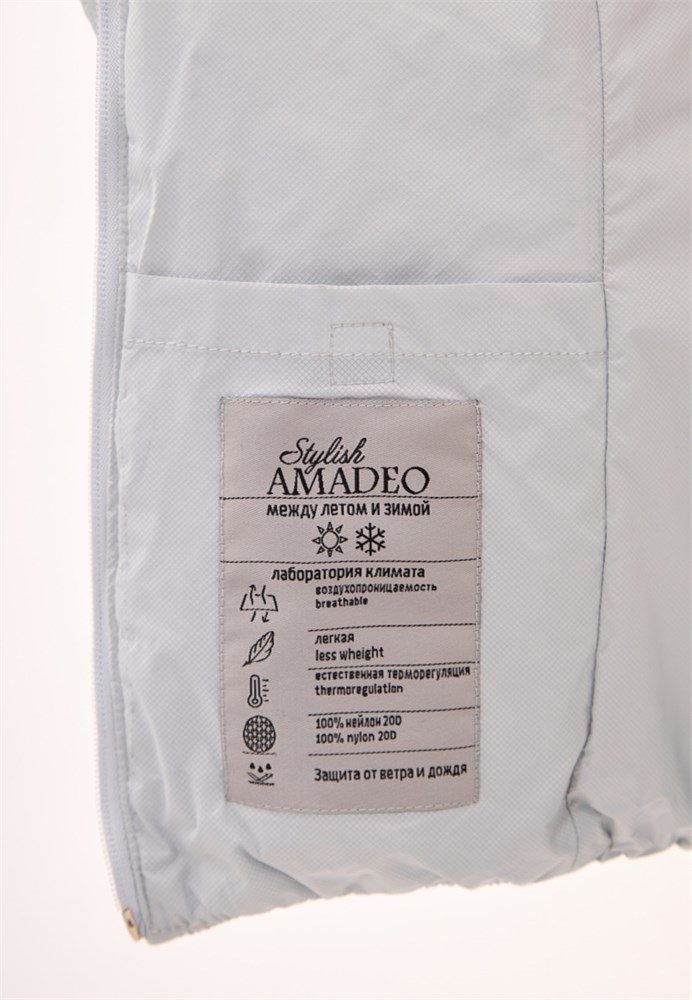 Stylish
AMADEO
между летом и зимой
лаборатория климата
воздухопроницаемость
breathable
легкая
less wheight
естественная терморегуляция
thermoregulation
100% нейлон 20D
100% nylon 20D
Защита от ветра и дождя